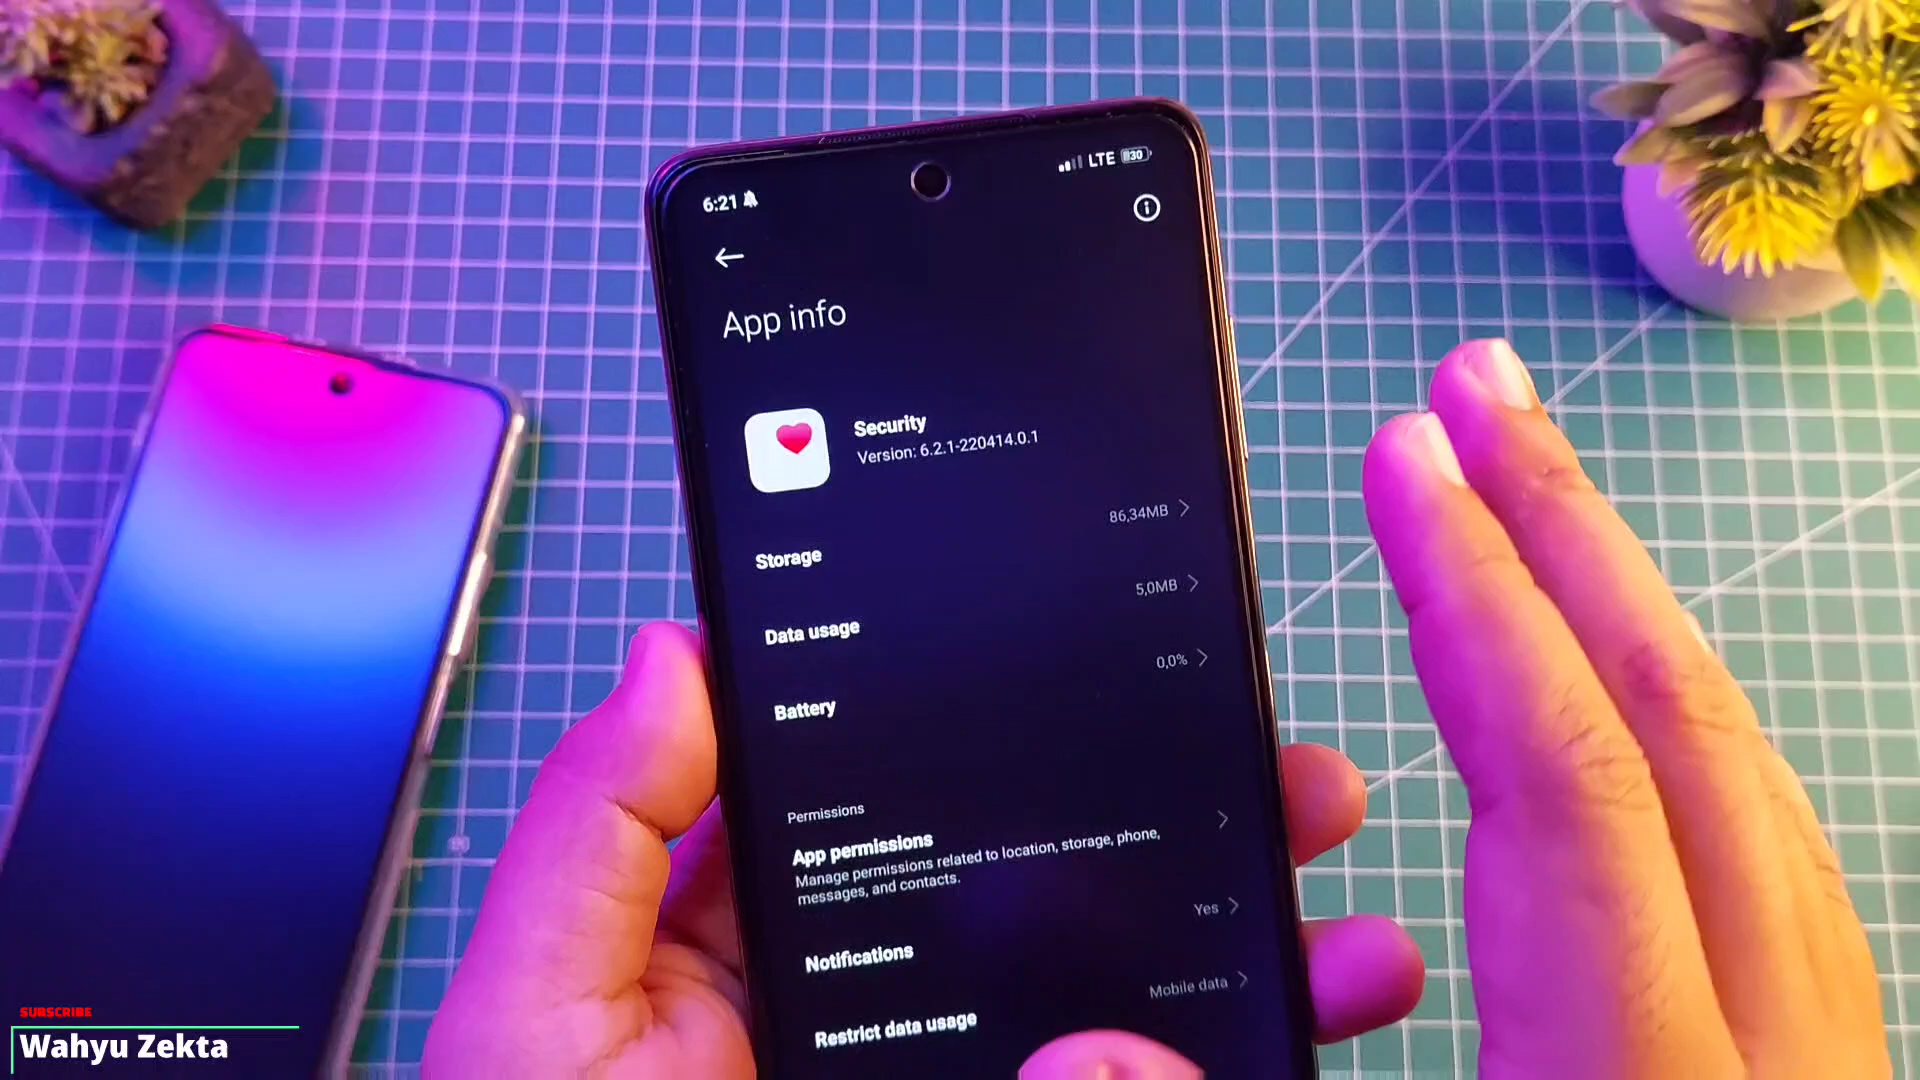 6:21
LTE 30
App info
Security
Version: 6.2.1-220414.0.1
86,34MB
Storage
5,0MB
Data usage
0,0%
Battery
Permissions
App permissions
Manage permissions related to location, storage, phone,
messages, and contacts.
Yes
Notifications
Mobile data
Restrict data usage
SUBSCRIBE
Wahyu Zekta